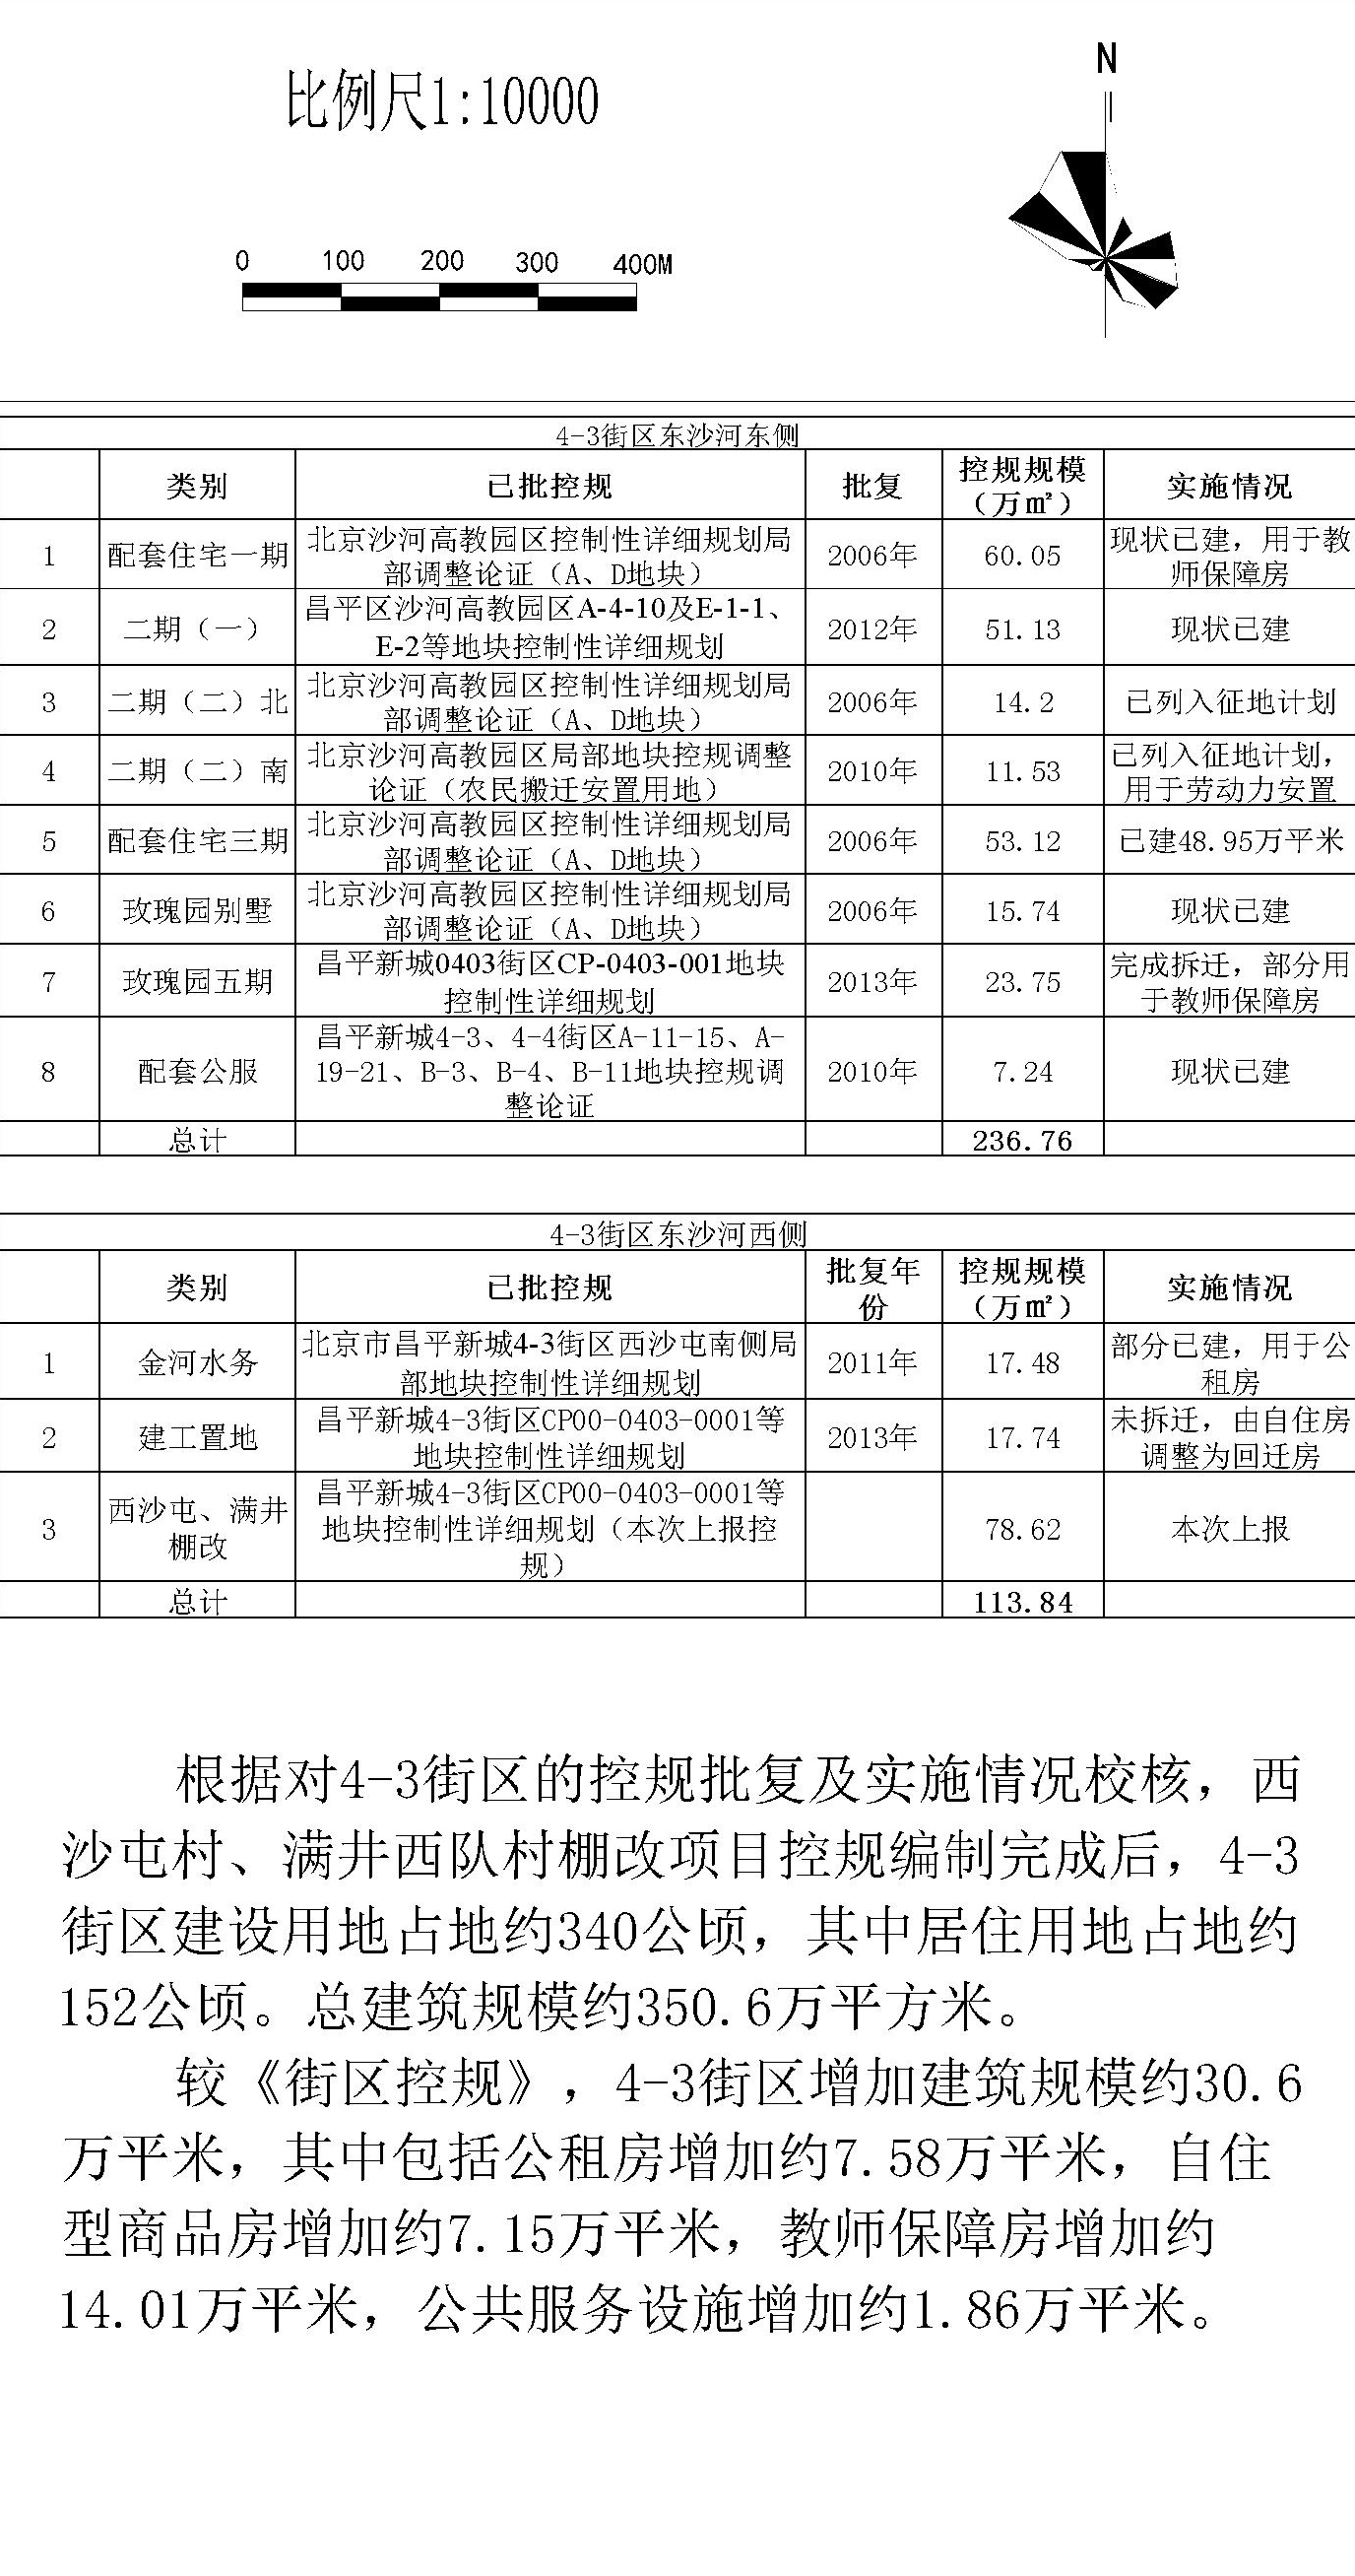 N
比例尺1:10000
0 100 200 300 400M
4-3街区东沙河东侧
类别 已批控规 批复 控规规模
（万㎡） 实施情况
1 配套住宅一期 北京沙河高教园区控制性详细规划局
部调整论证（A、D地块） 2006年 60.05 现状已建，用于教
师保障房
2 二期（一） 昌平区沙河高教园区A-4-10及E-1-1、
E-2等地块控制性详细规划 2012年 51.13 现状已建
3 二期（二）北 北京沙河高教园区控制性详细规划局
部调整论证（A、D地块） 2006年 14.2 已列入征地计划
4 二期（二）南 北京沙河高教园区局部地块控规调整
论证（农民搬迁安置用地） 2010年 11.53 已列入征地计划，
用于劳动力安置
5 配套住宅三期 北京沙河高教园区控制性详细规划局
部调整论证（A、D地块） 2006年 53.12 已建48.95万平米
6 玫瑰园别墅 北京沙河高教园区控制性详细规划局
部调整论证（A、D地块） 2006年 15.74 现状已建
7 玫瑰园五期 昌平新城0403街区CP-0403-001地块
控制性详细规划 2013年 23.75 完成拆迁，部分用
于教师保障房
8 配套公服 昌平新城4-3、4-4街区A-11-15、A-
19-21、B-3、B-4、B-11地块控规调
整论证 2010年 7.24 现状已建
总计 236.76
4-3街区东沙河西侧
类别 已批控规 批复年
份 控规规模
（万㎡） 实施情况
1 金河水务 北京市昌平新城4-3街区西沙屯南侧局
部地块控制性详细规划 2011年 17.48 部分已建，用于公
租房
2 建工置地 昌平新城4-3街区CP00-0403-0001等
地块控制性详细规划 2013年 17.74 未拆迁，由自住房
调整为回迁房
3 西沙屯、满井
棚改 昌平新城4-3街区CP00-0403-0001等
地块控制性详细规划（本次上报控
规） 78.62 本次上报
总计 113.84
根据对4-3街区的控规批复及实施情况校核，西
沙屯村、满井西队村棚改项目控规编制完成后，4-3
街区建设用地占地约340公顷，其中居住用地占地约
152公顷。总建筑规模约350.6万平方米。
较《街区控规》，4-3街区增加建筑规模约30.6
万平米，其中包括公租房增加约7.58万平米，自住
型商品房增加约7.15万平米，教师保障房增加约
14.01万平米，公共服务设施增加约1.86万平米。